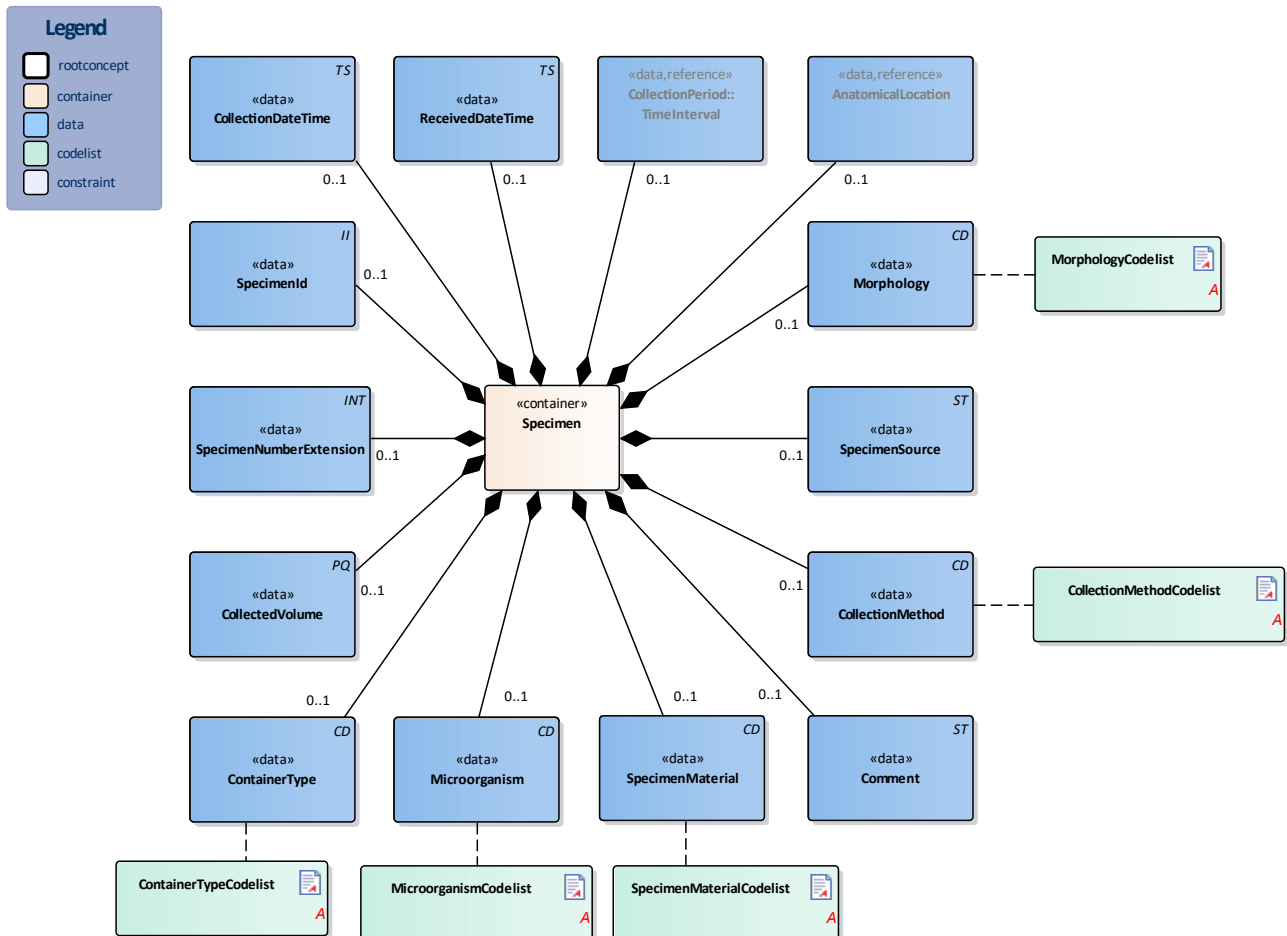 Legend
rootconcept
container
data
codelist
constraint
TS
«data»
CollectionDateTime
TS
«data»
ReceivedDateTime
«data,reference»
CollectionPeriod::
TimeInterval
«data,reference»
AnatomicalLocation
0..1
0..1
0..1
0..1
II
«data»
SpecimenId
0..1
CD
«data»
Morphology
0..1
MorphologyCodelist
A
INT
«data»
SpecimenNumberExtension
0..1
«container»
Specimen
ST
«data»
SpecimenSource
0..1
PQ
«data»
CollectedVolume
0..1
CD
«data»
CollectionMethod
0..1
CollectionMethodCodelist
A
0..1
0..1
0..1
0..1
CD
«data»
ContainerType
CD
«data»
Microorganism
CD
«data»
SpecimenMaterial
ST
«data»
Comment
ContainerTypeCodelist
A
MicroorganismCodelist
A
SpecimenMaterialCodelist
A